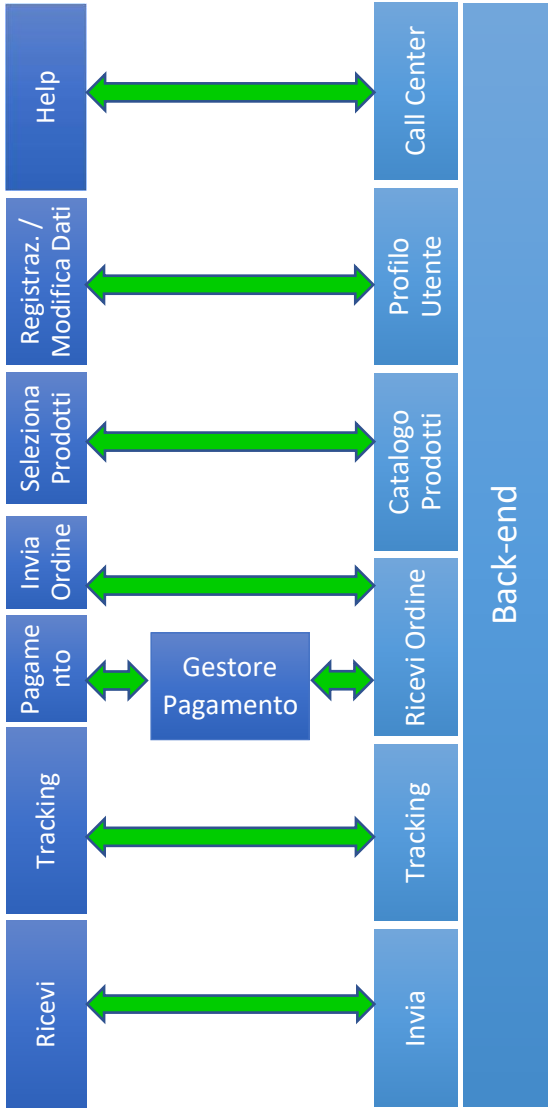 Help
Registraz. /
Modifica Dati
Seleziona
Prodotti
Invia
Ordine
Pagame
nto
Tracking
Ricevi
Gestore
Pagamento
Call Center
Profilo
Utente
Catalogo
Prodotti
Ricevi Ordine
Tracking
Invia
Back-end